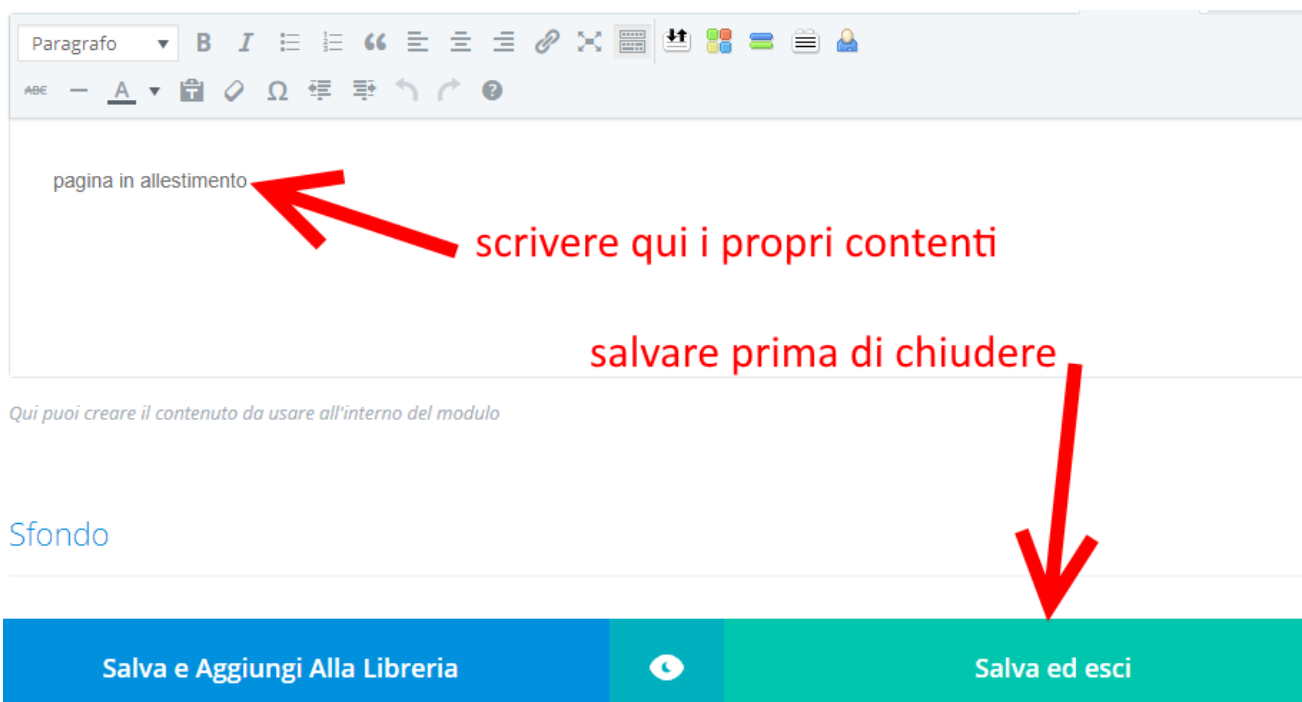 Paragrafo
B I
ABC A Ω
pagina in allestimento
scrivere qui i propri contenti
salvare prima di chiudere
Qui puoi creare il contenuto da usare all'interno del modulo
Sfondo
Salva e Aggiungi Alla Libreria
Salva ed esci